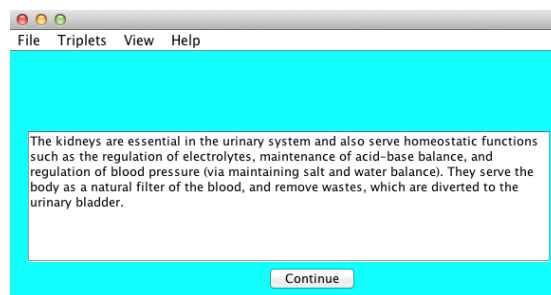 File Triplets View Help
The kidneys are essential in the urinary system and also serve homeostatic functions
such as the regulation of electrolytes, maintenance of acid-base balance, and
regulation of blood pressure (via maintaining salt and water balance). They serve the
body as a natural filter of the blood, and remove wastes, which are diverted to the
urinary bladder.
Continue